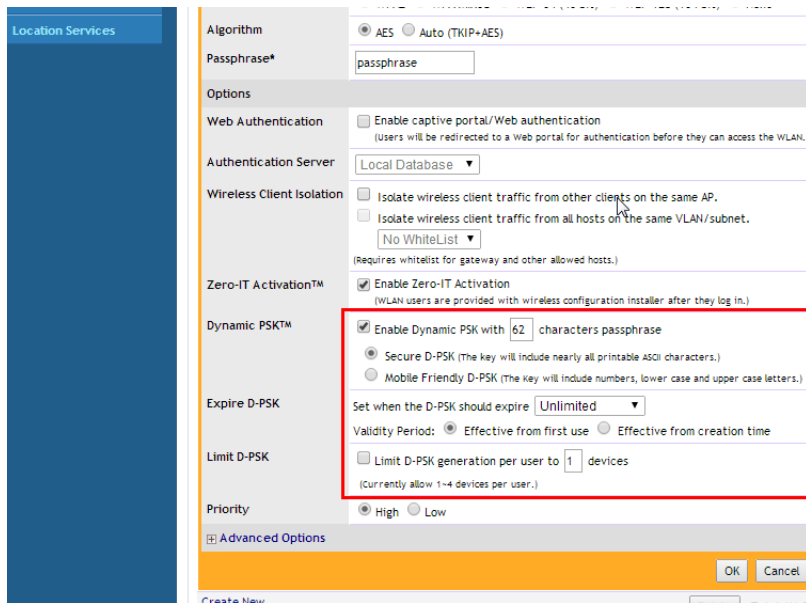 Location Services
Algorithm
AES Auto (TKIP+AES)
Passphrase*
passphrase
Options
Web Authentication
Enable captive portal/Web authentication
(Users will be redirected to a Web portal for authentication before they can access the WLAN.
Authentication Server
Local Database
Wireless Client Isolation
Isolate wireless client traffic from other clients on the same AP.
Isolate wireless client traffic from all hosts on the same VLAN/subnet.
No WhiteList
(Requires whitelist for gateway and other allowed hosts.)
Zero-IT Activation™
Enable Zero-IT Activation
(WLAN users are provided with wireless configuration installer after they log in.)
Dynamic PSK™
Enable Dynamic PSK with 62 characters passphrase
Secure D-PSK (The key will include nearly all printable ASCII characters.)
Mobile Friendly D-PSK (The Key will include numbers, lower case and upper case letters.)
Expire D-PSK
Set when the D-PSK should expire Unlimited
Validity Period: Effective from first use Effective from creation time
Limit D-PSK
Limit D-PSK generation per user to 1 devices
(Currently allow 1~4 devices per user.)
Priority
High Low
Advanced Options
OK Cancel
Create New